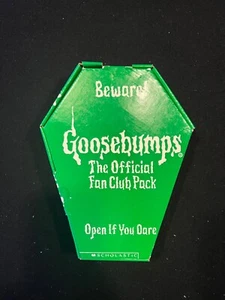 Beware!
Goosebumps
The Official
Fan Club Pack
Open If You Dare
SCHOLASTIC